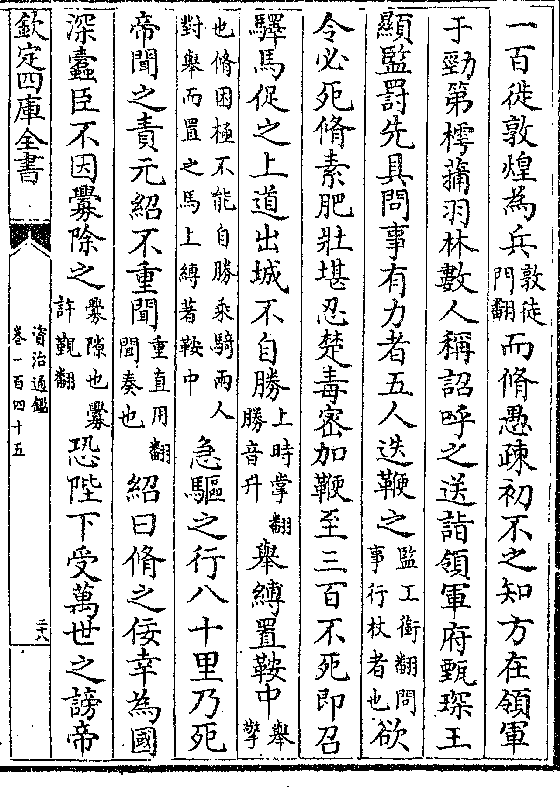 一百徙敦煌為兵敦徒門翻而脩愚疎初不之知方在領軍
于勁第樗蒱羽林數人稱詔呼之送詣領軍府甄琛王
顯監罰先具問事有力者五人迭鞭之監工銜翻問事行杖者也欲
令必死脩素肥壯堪忍楚毒密加鞭至三百不死即召
驛馬促之上道出城不自勝上時掌翻勝音升舉縛置鞍中舉擎
也脩困極不能自勝乘騎兩人對舉而置之馬上縛著鞍中急驅之行八十里乃死
帝聞之責元紹不重聞重直用翻聞奏也紹曰脩之佞幸為國
深蠹臣不因舋除之舋隙也舋許覲翻恐陛下受萬世之謗帝
欽定四庫全書
資治通鑑
卷一百四十五
二十八